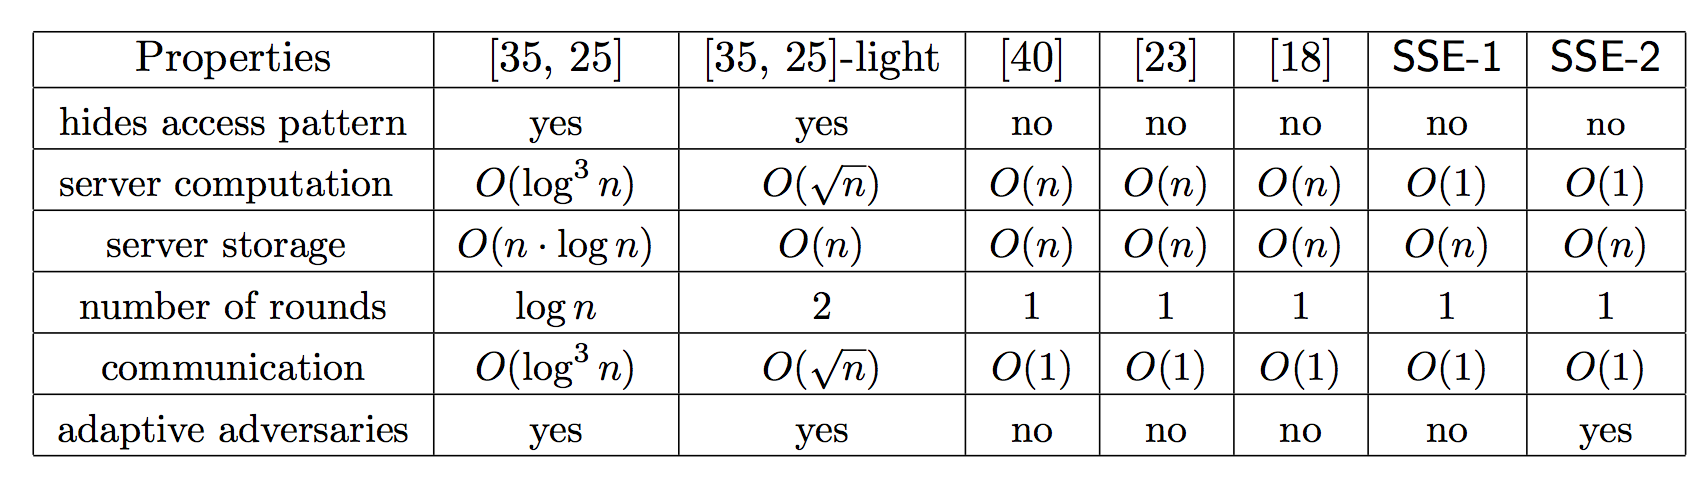 Properties [35, 25] [35, 25]-light [40] [23] [18] SSE-1 SSE-2
hides access pattern yes yes no no no no no
server computation O(log³ n) O(√n) O(n) O(n) O(n) O(1) O(1)
server storage O(n · log n) O(n) O(n) O(n) O(n) O(n) O(n)
number of rounds log n 2 1 1 1 1 1
communication O(log³ n) O(√n) O(1) O(1) O(1) O(1) O(1)
adaptive adversaries yes yes no no no no yes